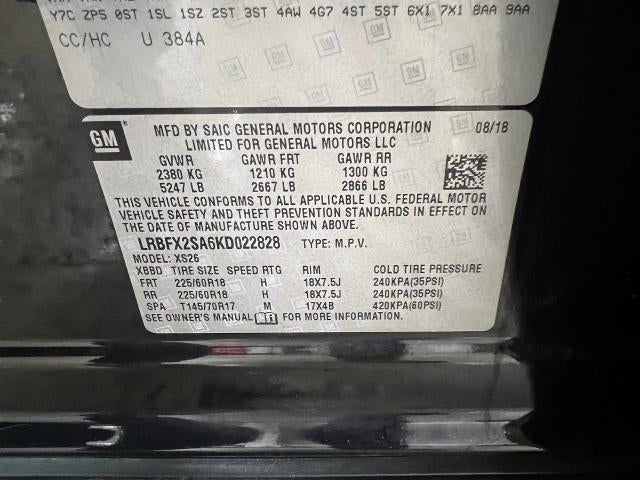 Y7C ZP5 0ST 1SL 1SZ 2ST 3ST 4AW 4G7 4ST 5ST 6X1 7X1 8AA 9AA
CC/HC U 384A
GM
MFD BY SAIC GENERAL MOTORS CORPORATION 08/18
LIMITED FOR GENERAL MOTORS LLC
GVWR GAWR FRT GAWR RR
2380 KG 1210 KG 1300 KG
5247 LB 2667 LB 2866 LB
THIS VEHICLE CONFORMS TO ALL APPLICABLE U.S. FEDERAL MOTOR
VEHICLE SAFETY AND THEFT PREVENTION STANDARDS IN EFFECT ON
THE DATE OF MANUFACTURE SHOWN ABOVE.
LRBFX2SA6KD022828 TYPE: M.P.V.
MODEL: XS26
XBBD TIRE SIZE SPEED RTG RIM COLD TIRE PRESSURE
FRT 225/60R18 H 18X7.5J 240KPA(35PSI)
RR 225/60R18 H 18X7.5J 240KPA(35PSI)
SPA T145/70R17 M 17X4B 420KPA(60PSI)
SEE OWNER'S MANUAL FOR MORE INFORMATION.